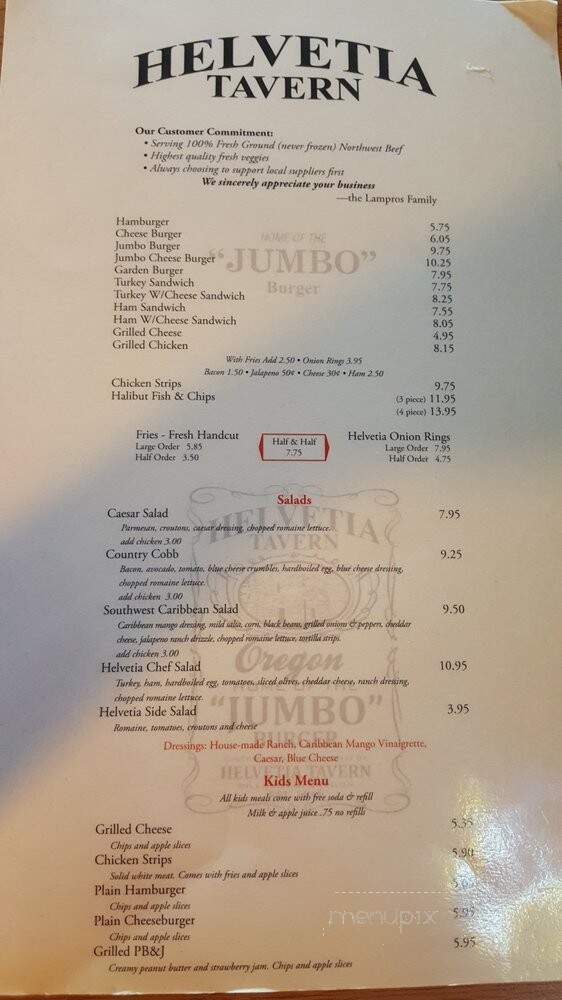 HELVETIA
TAVERN
Our Customer Commitment:
• Serving 100% Fresh Ground (never frozen) Northwest Beef
• Highest quality fresh veggies
• Always choosing to support local suppliers first
We sincerely appreciate your business
—the Lampros Family
HOME OF THE
"JUMBO"
Burger
Hamburger 5.75
Cheese Burger 6.05
Jumbo Burger 9.75
Jumbo Cheese Burger 10.25
Garden Burger 7.95
Turkey Sandwich 7.75
Turkey W/Cheese Sandwich 8.25
Ham Sandwich 7.55
Ham W/Cheese Sandwich 8.05
Grilled Cheese 4.95
Grilled Chicken 8.15
With Fries Add 2.50 • Onion Rings 3.95
Bacon 1.50 • Jalapeno 50¢ • Cheese 30¢ • Ham 2.50
Chicken Strips 9.75
Halibut Fish & Chips (3 piece) 11.95
(4 piece) 13.95
Fries - Fresh Handcut
Large Order 5.85
Half Order 3.50
Half & Half
7.75
Helvetia Onion Rings
Large Order 7.95
Half Order 4.75
Salads
Caesar Salad 7.95
Parmesan, croutons, caesar dressing, chopped romaine lettuce.
add chicken 3.00
Country Cobb 9.25
Bacon, avocado, tomato, blue cheese crumbles, hardboiled egg, blue cheese dressing,
chopped romaine lettuce.
add chicken 3.00
Southwest Caribbean Salad 9.50
Caribbean mango dressing, mild salsa, corn, black beans, grilled onions & peppers, cheddar
cheese, jalapeno ranch drizzle, chopped romaine lettuce, tortilla strips.
add chicken 3.00
Helvetia Chef Salad 10.95
Turkey, ham, hardboiled egg, tomatoes, sliced olives, cheddar cheese, ranch dressing,
chopped romaine lettuce.
Helvetia Side Salad 3.95
Romaine, tomatoes, croutons and cheese
HELVETIA
TAVERN
Oregon
HOME OF THE
"JUMBO"
BURGER
HELVETIA TAVERN
Dressings: House-made Ranch, Caribbean Mango Vinaigrette,
Caesar, Blue Cheese
Kids Menu
All kids meals come with free soda & refill
Milk & apple juice .75 no refills
Grilled Cheese 5.35
Chips and apple slices
Chicken Strips 5.90
Solid white meat. Comes with fries and apple slices
Plain Hamburger
Chips and apple slices
Plain Cheeseburger 5.95
Chips and apple slices
Grilled PB&J 5.95
Creamy peanut butter and strawberry jam. Chips and apple slices
menupix